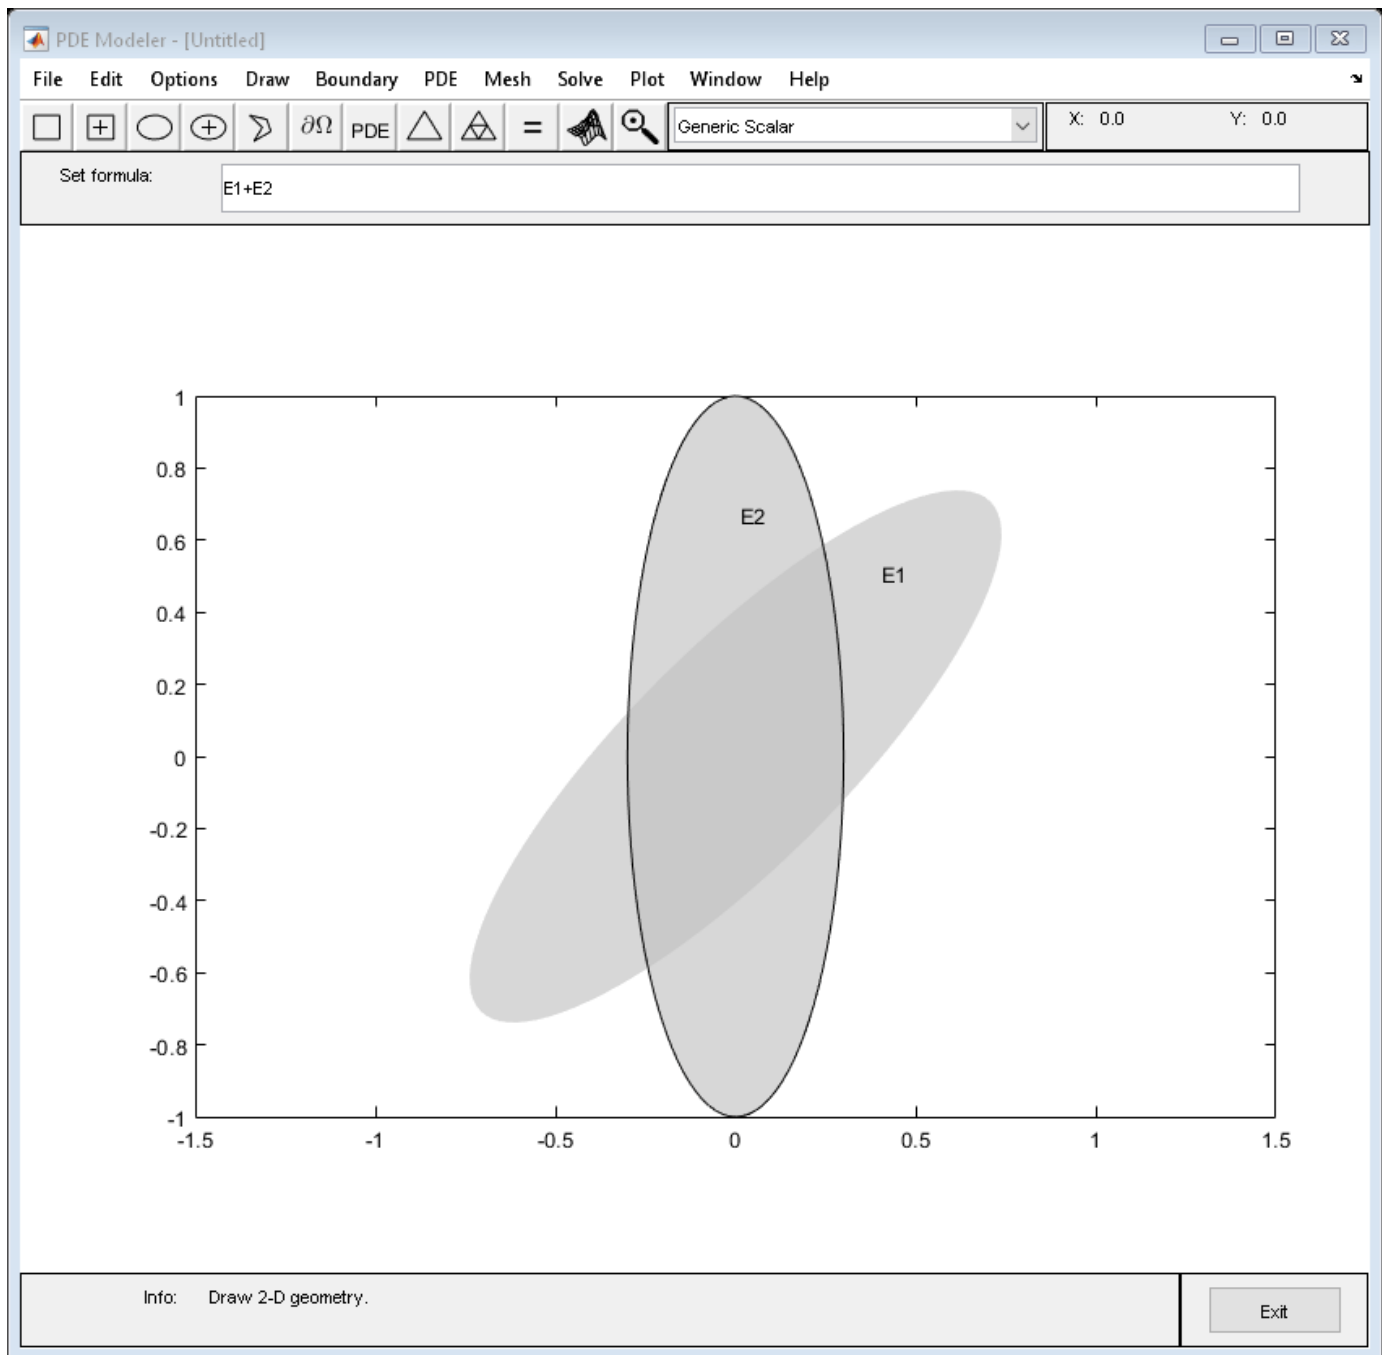 PDE Modeler - [Untitled]
File Edit Options Draw Boundary PDE Mesh Solve Plot Window Help
∂Ω PDE = Generic Scalar X: 0.0 Y: 0.0
Set formula: E1+E2
1
0.8
0.6
0.4
0.2
0
-0.2
-0.4
-0.6
-0.8
-1
E2
E1
-1.5 -1 -0.5 0 0.5 1 1.5
Info: Draw 2-D geometry. Exit